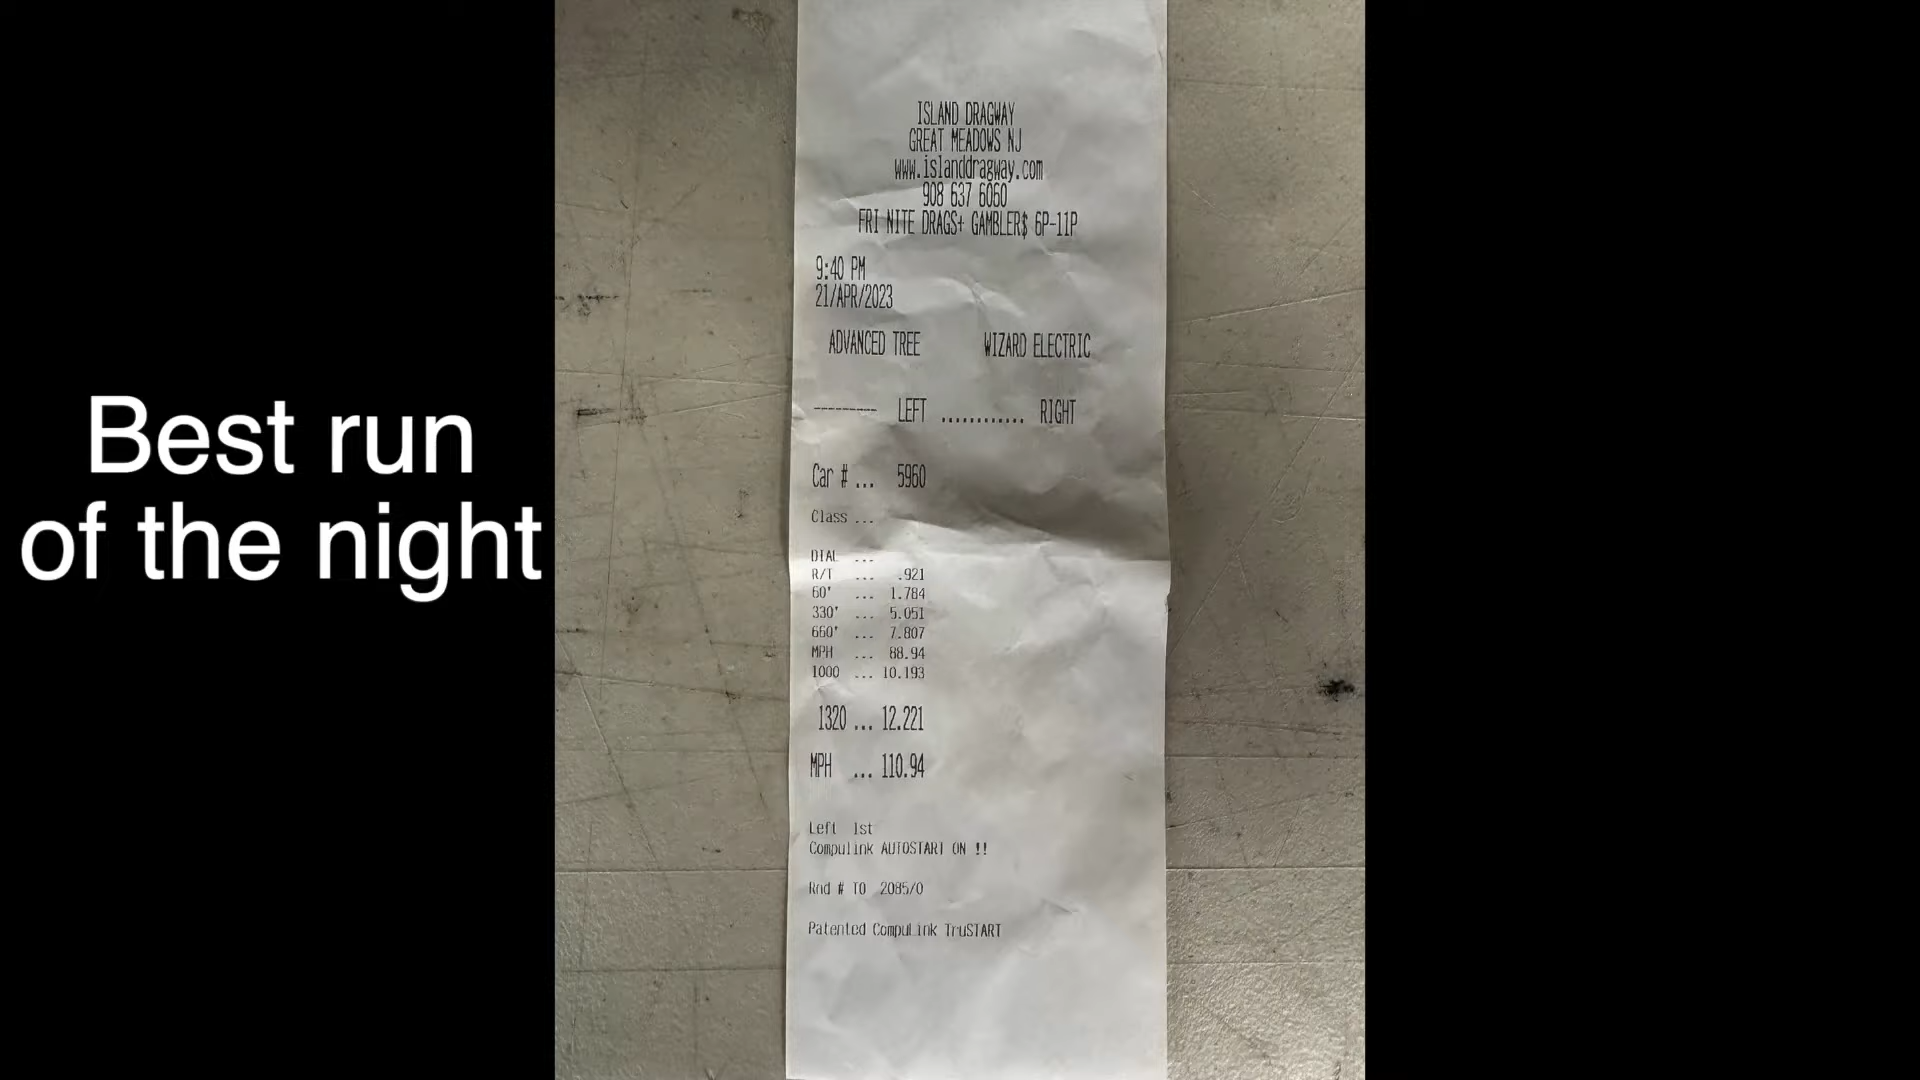 Best run
of the night
ISLAND DRAGWAY
GREAT MEADOWS NJ
www.islanddragway.com
908 637 6060
FRI NITE DRAGS+ GAMBLER$ 6P-11P
9:40 PM
21/APR/2023
ADVANCED TREE WIZARD ELECTRIC
--------- LEFT ............ RIGHT
Car # ... 5960
Class ...
DIAL ...
R/T ... .921
60' ... 1.784
330' ... 5.051
660' ... 7.807
MPH ... 88.94
1000 ... 10.193
1320 ... 12.221
MPH ... 110.94
Left 1st
Compulink AUTOSTART ON !!
Rnd # TO 2085/0
Patented CompuLink TruSTART